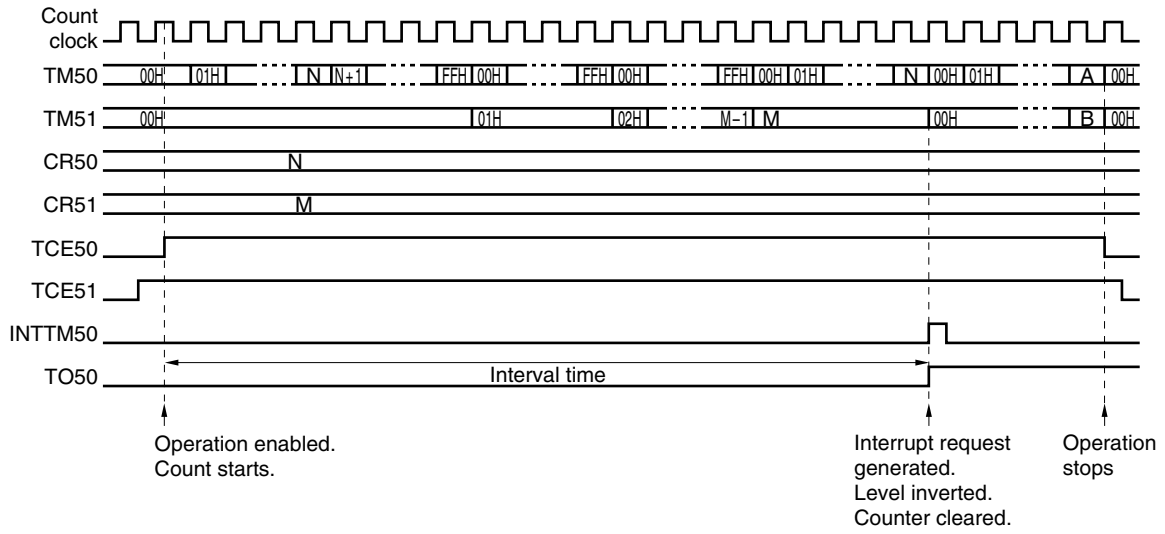 Count
clock
TM50 00H 01H N N+1 FFH 00H FFH 00H FFH 00H 01H N 00H 01H A 00H
TM51 00H 01H 02H M−1 M 00H B 00H
CR50 N
CR51 M
TCE50
TCE51
INTTM50
TO50 Interval time
Operation enabled.
Count starts.
Interrupt request
generated.
Level inverted.
Counter cleared.
Operation
stops